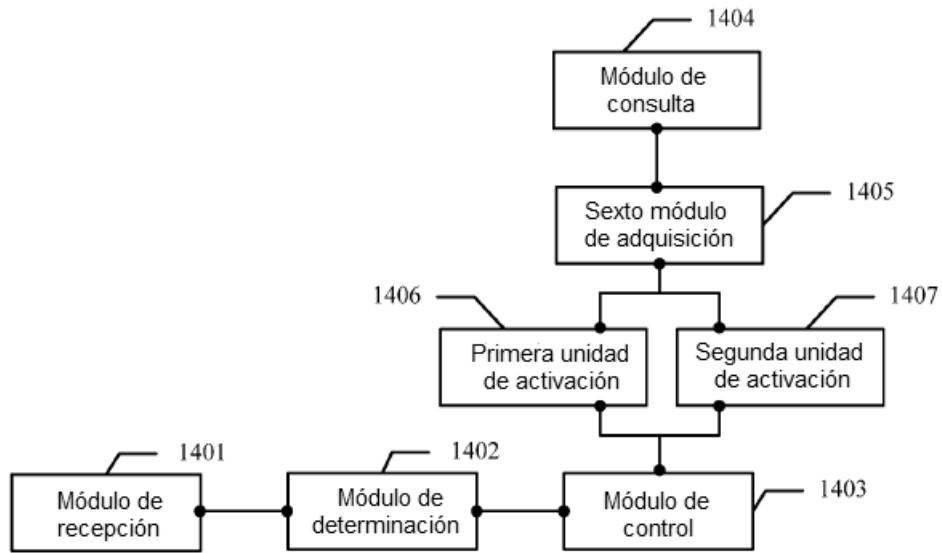 1404
Módulo de
consulta
1405
Sexto módulo
de adquisición
1406
1407
Primera unidad
de activación
Segunda unidad
de activación
1401
1402
1403
Módulo de
recepción
Módulo de
determinación
Módulo de
control